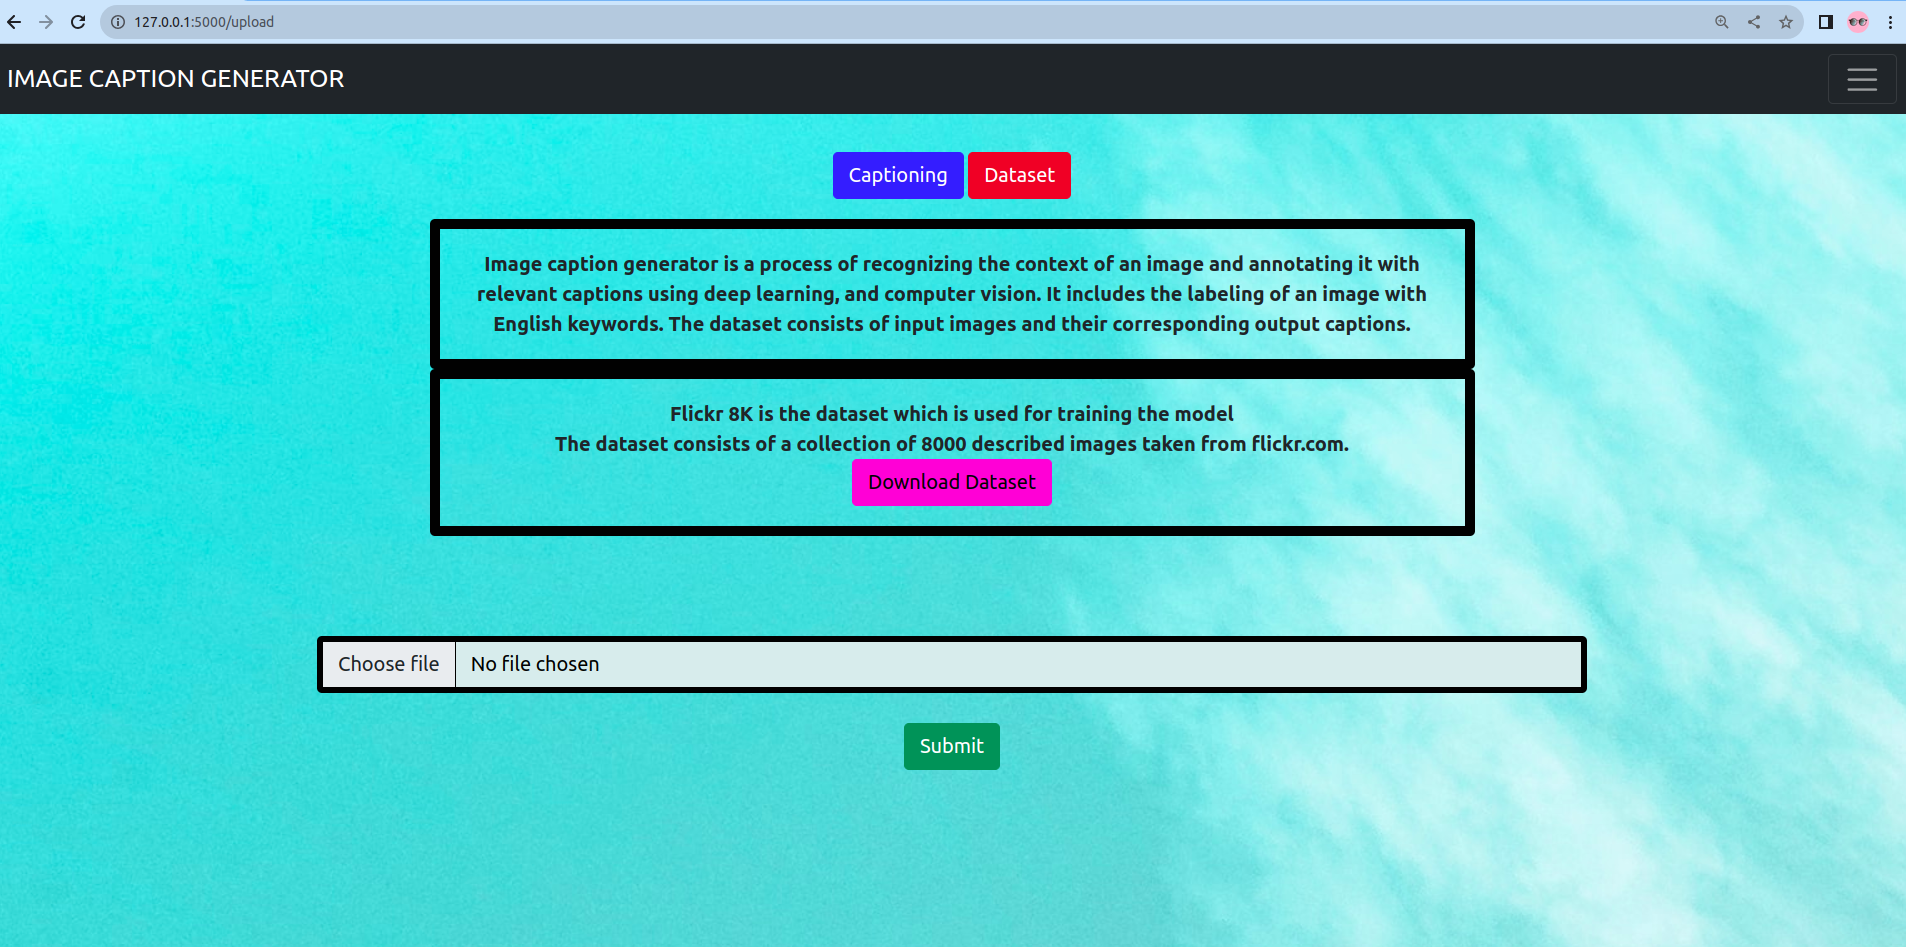 127.0.0.1:5000/upload
IMAGE CAPTION GENERATOR
Captioning Dataset
Image caption generator is a process of recognizing the context of an image and annotating it with
relevant captions using deep learning, and computer vision. It includes the labeling of an image with
English keywords. The dataset consists of input images and their corresponding output captions.
Flickr 8K is the dataset which is used for training the model
The dataset consists of a collection of 8000 described images taken from flickr.com.
Download Dataset
Choose file No file chosen
Submit